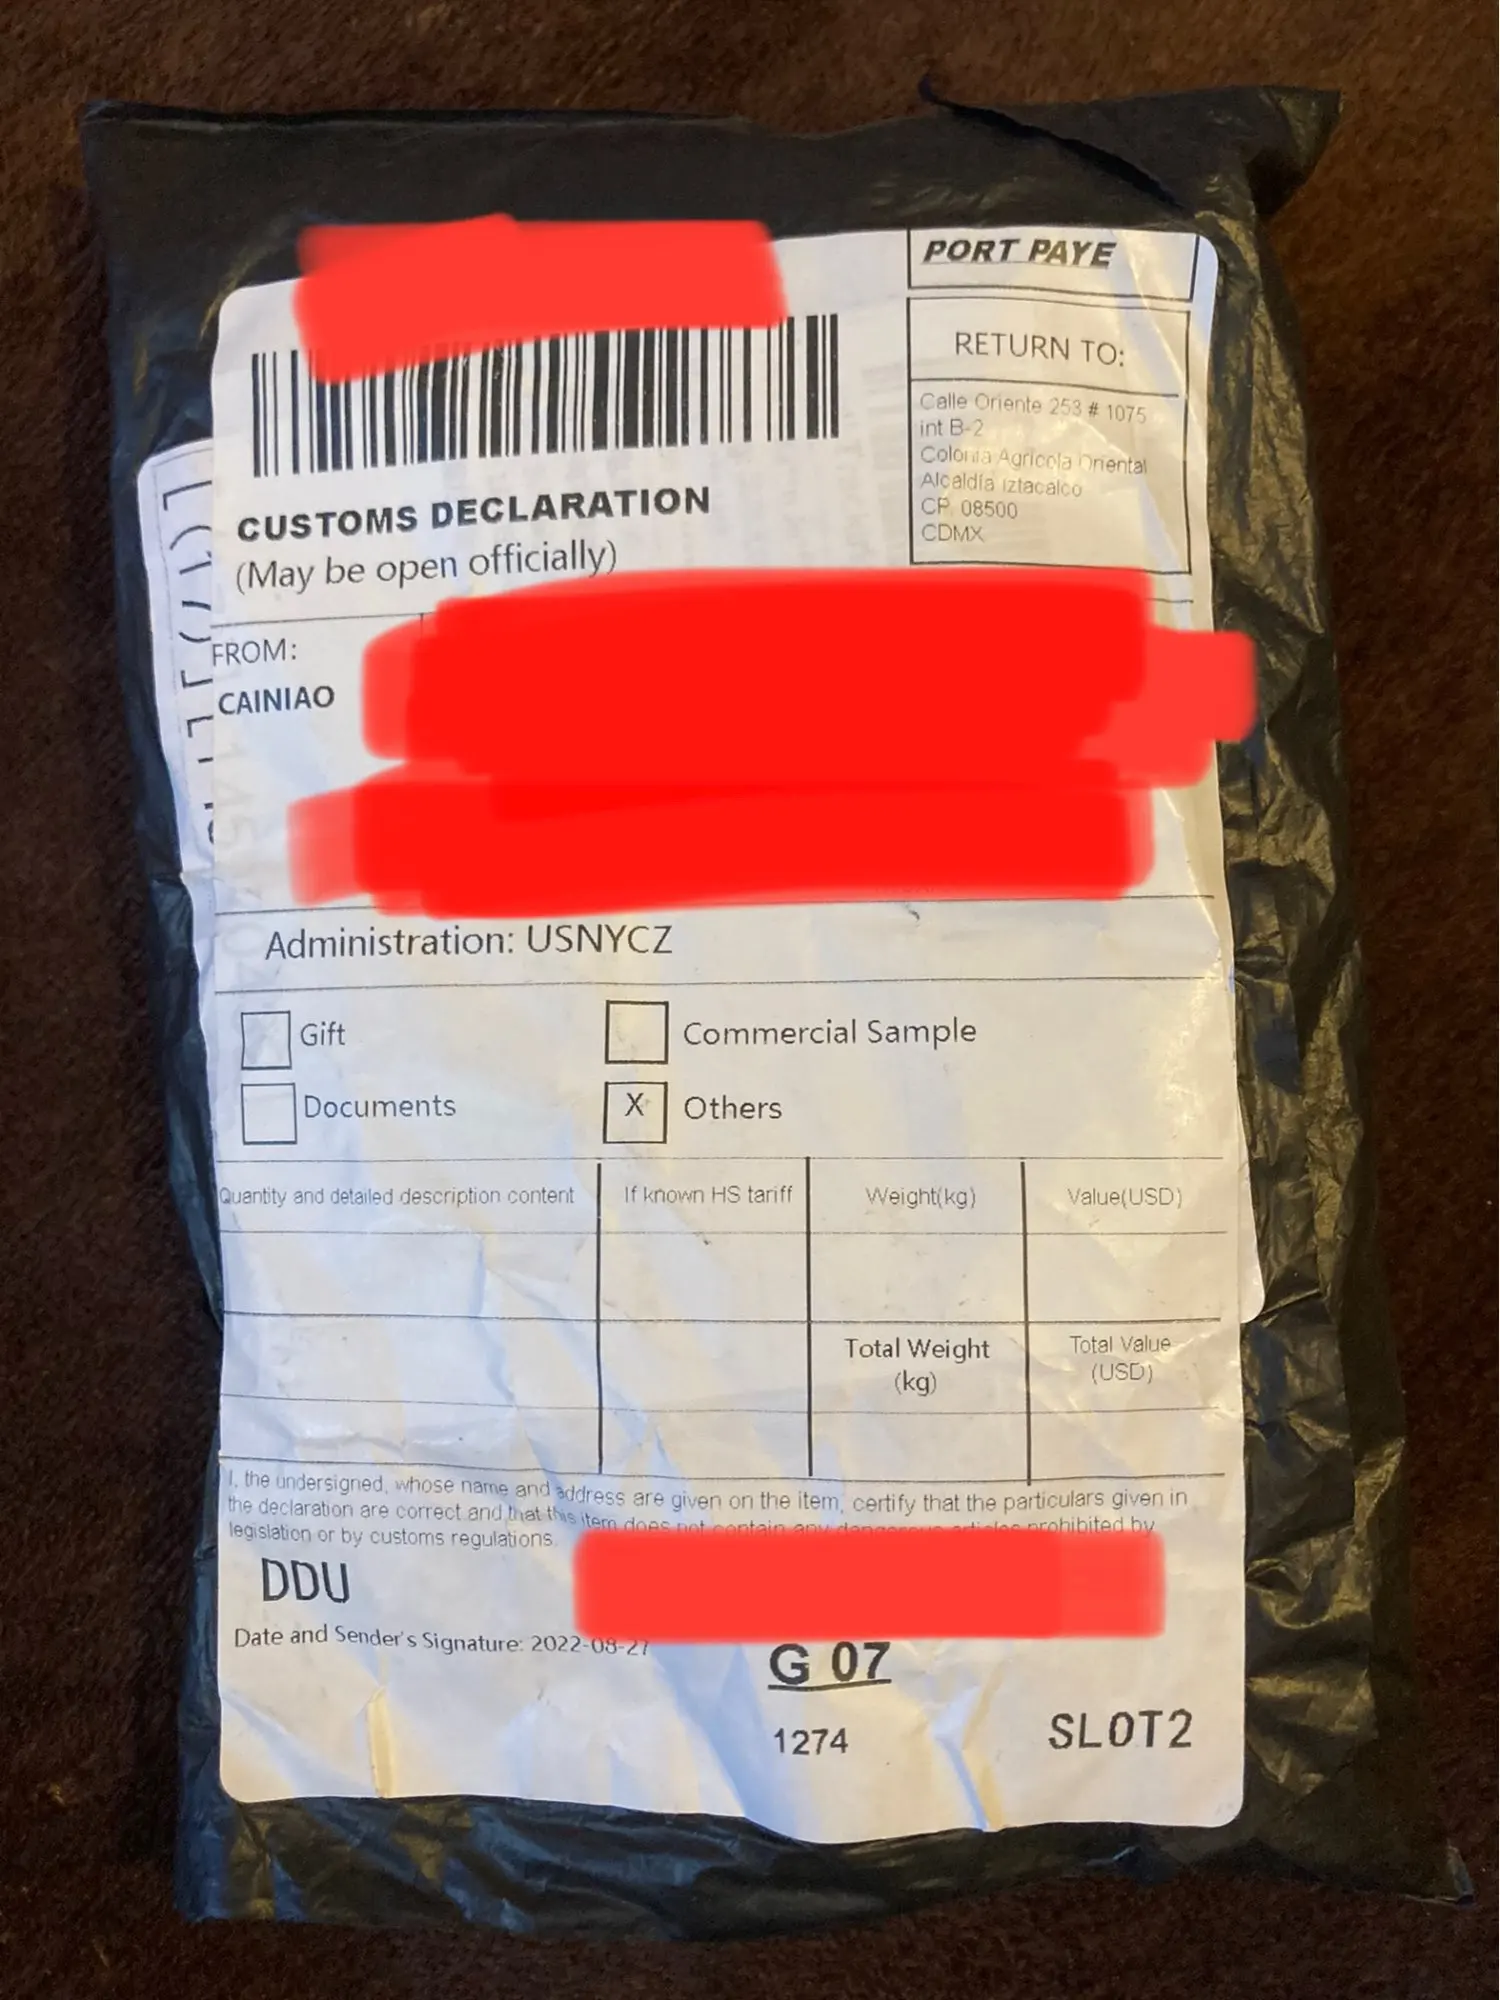 PORT PAYE
RETURN TO:
Calle Oriente 253 # 1075
int B-2
Colonia Agricola Oriental
Alcaldía Iztacalco
CP. 08500
CDMX
CUSTOMS DECLARATION
(May be open officially)
FROM:
CAINIAO
Administration: USNYCZ
Gift
Commercial Sample
Documents
X Others
Quantity and detailed description content If known HS tariff Weight(kg) Value(USD)
Total Weight Total Value
(kg) (USD)
I, the undersigned, whose name and address are given on the item, certify that the particulars given in
the declaration are correct and that this item does not contain any dangerous articles prohibited by
legislation or by customs regulations.
DDU
Date and Sender's Signature: 2022-08-27
G 07
1274
SLOT2